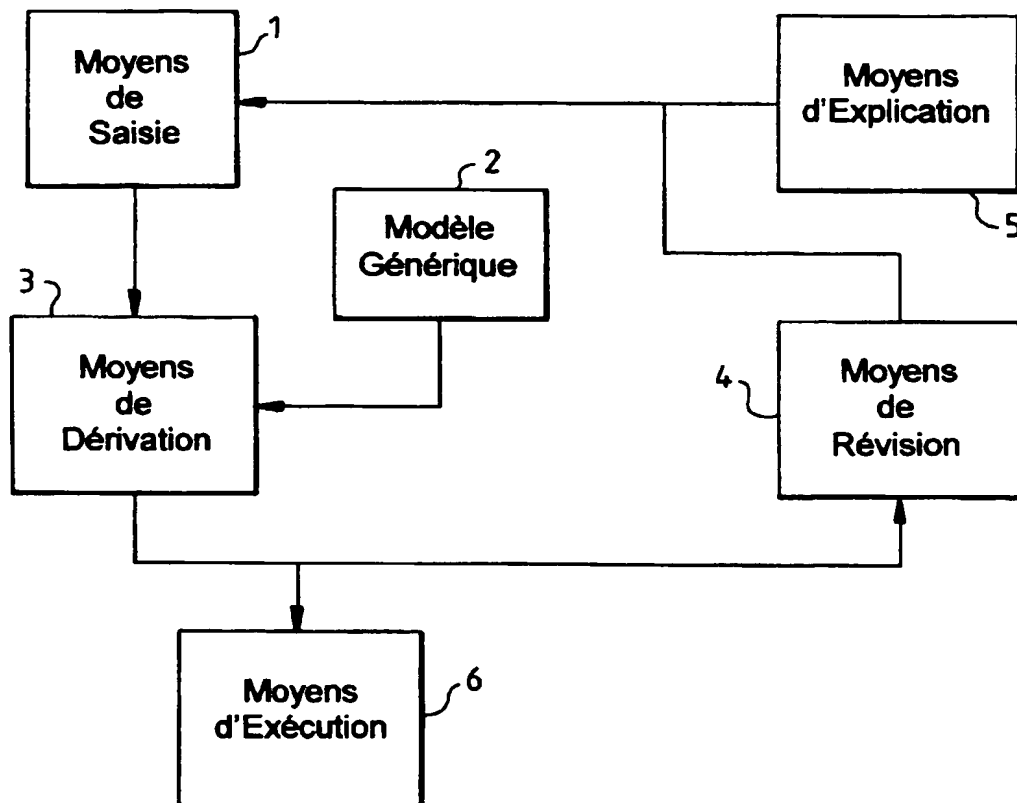 1
Moyens
de
Saisie
Moyens
d'Explication
5
2
Modèle
Générique
3
Moyens
de
Dérivation
4
Moyens
de
Révision
Moyens
d'Exécution
6